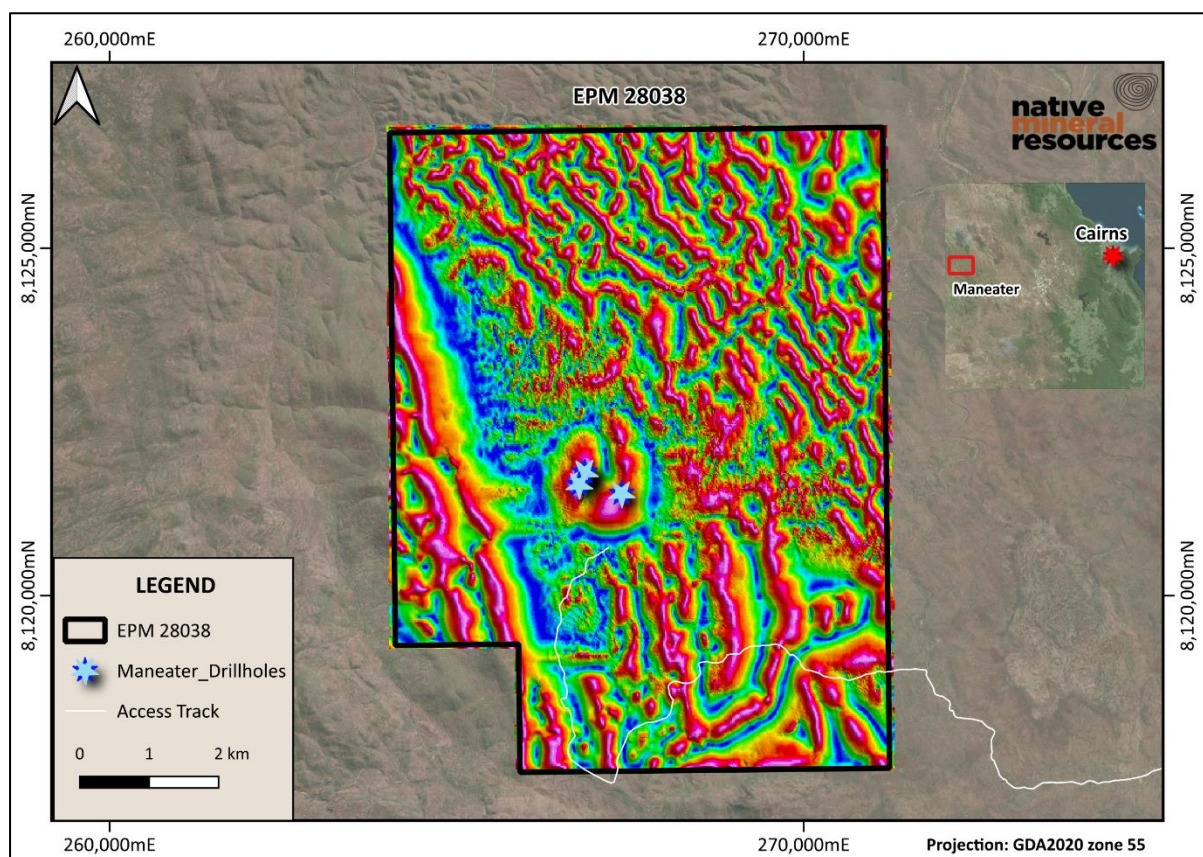 260,000mE
270,000mE
EPM 28038
native
mineral
resources
8,125,000mN
8,125,000mN
Cairns
Maneater
8,120,000mN
8,120,000mN
LEGEND
EPM 28038
Maneater_Drillholes
Access Track
0 1 2 km
260,000mE
270,000mE
Projection: GDA2020 zone 55